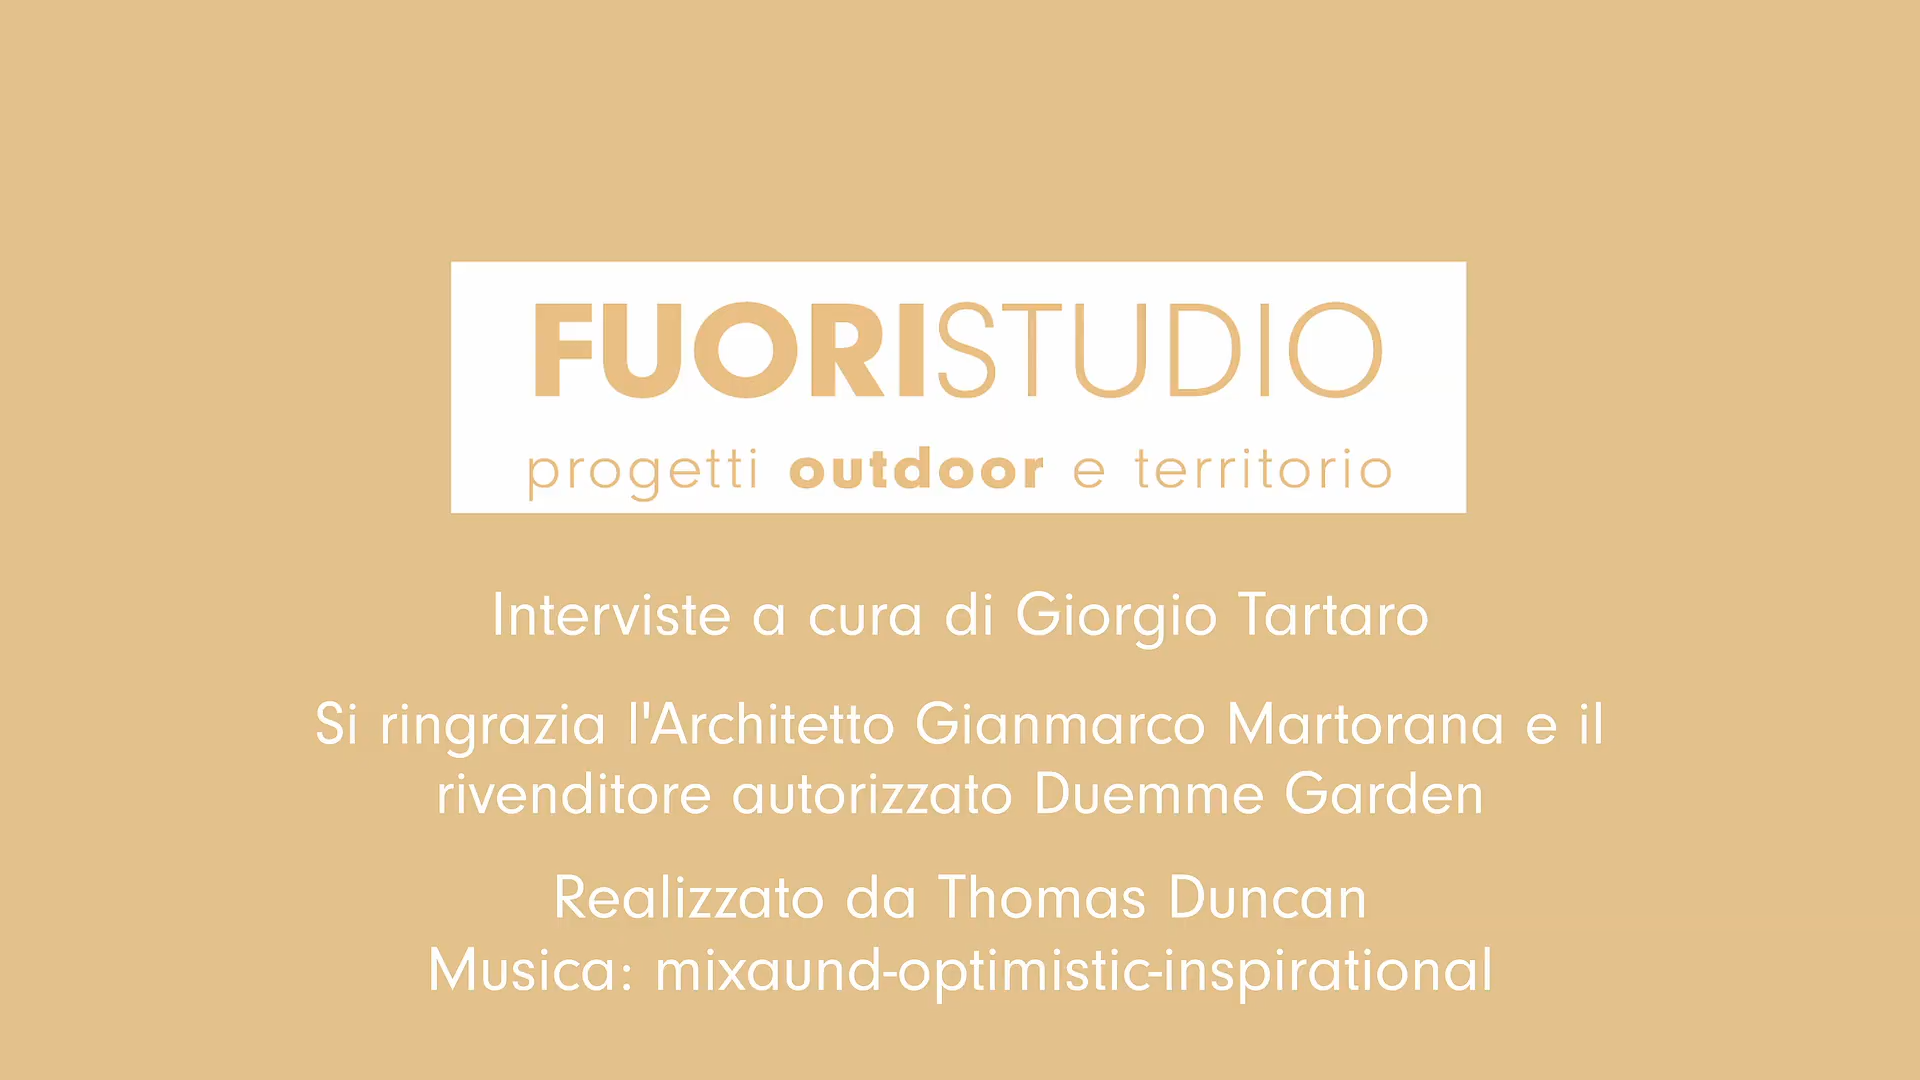 FUORISTUDIO
progetti outdoor e territorio
Interviste a cura di Giorgio Tartaro
Si ringrazia l'Architetto Gianmarco Martorana e il
rivenditore autorizzato Duemme Garden
Realizzato da Thomas Duncan
Musica: mixaund-optimistic-inspirational